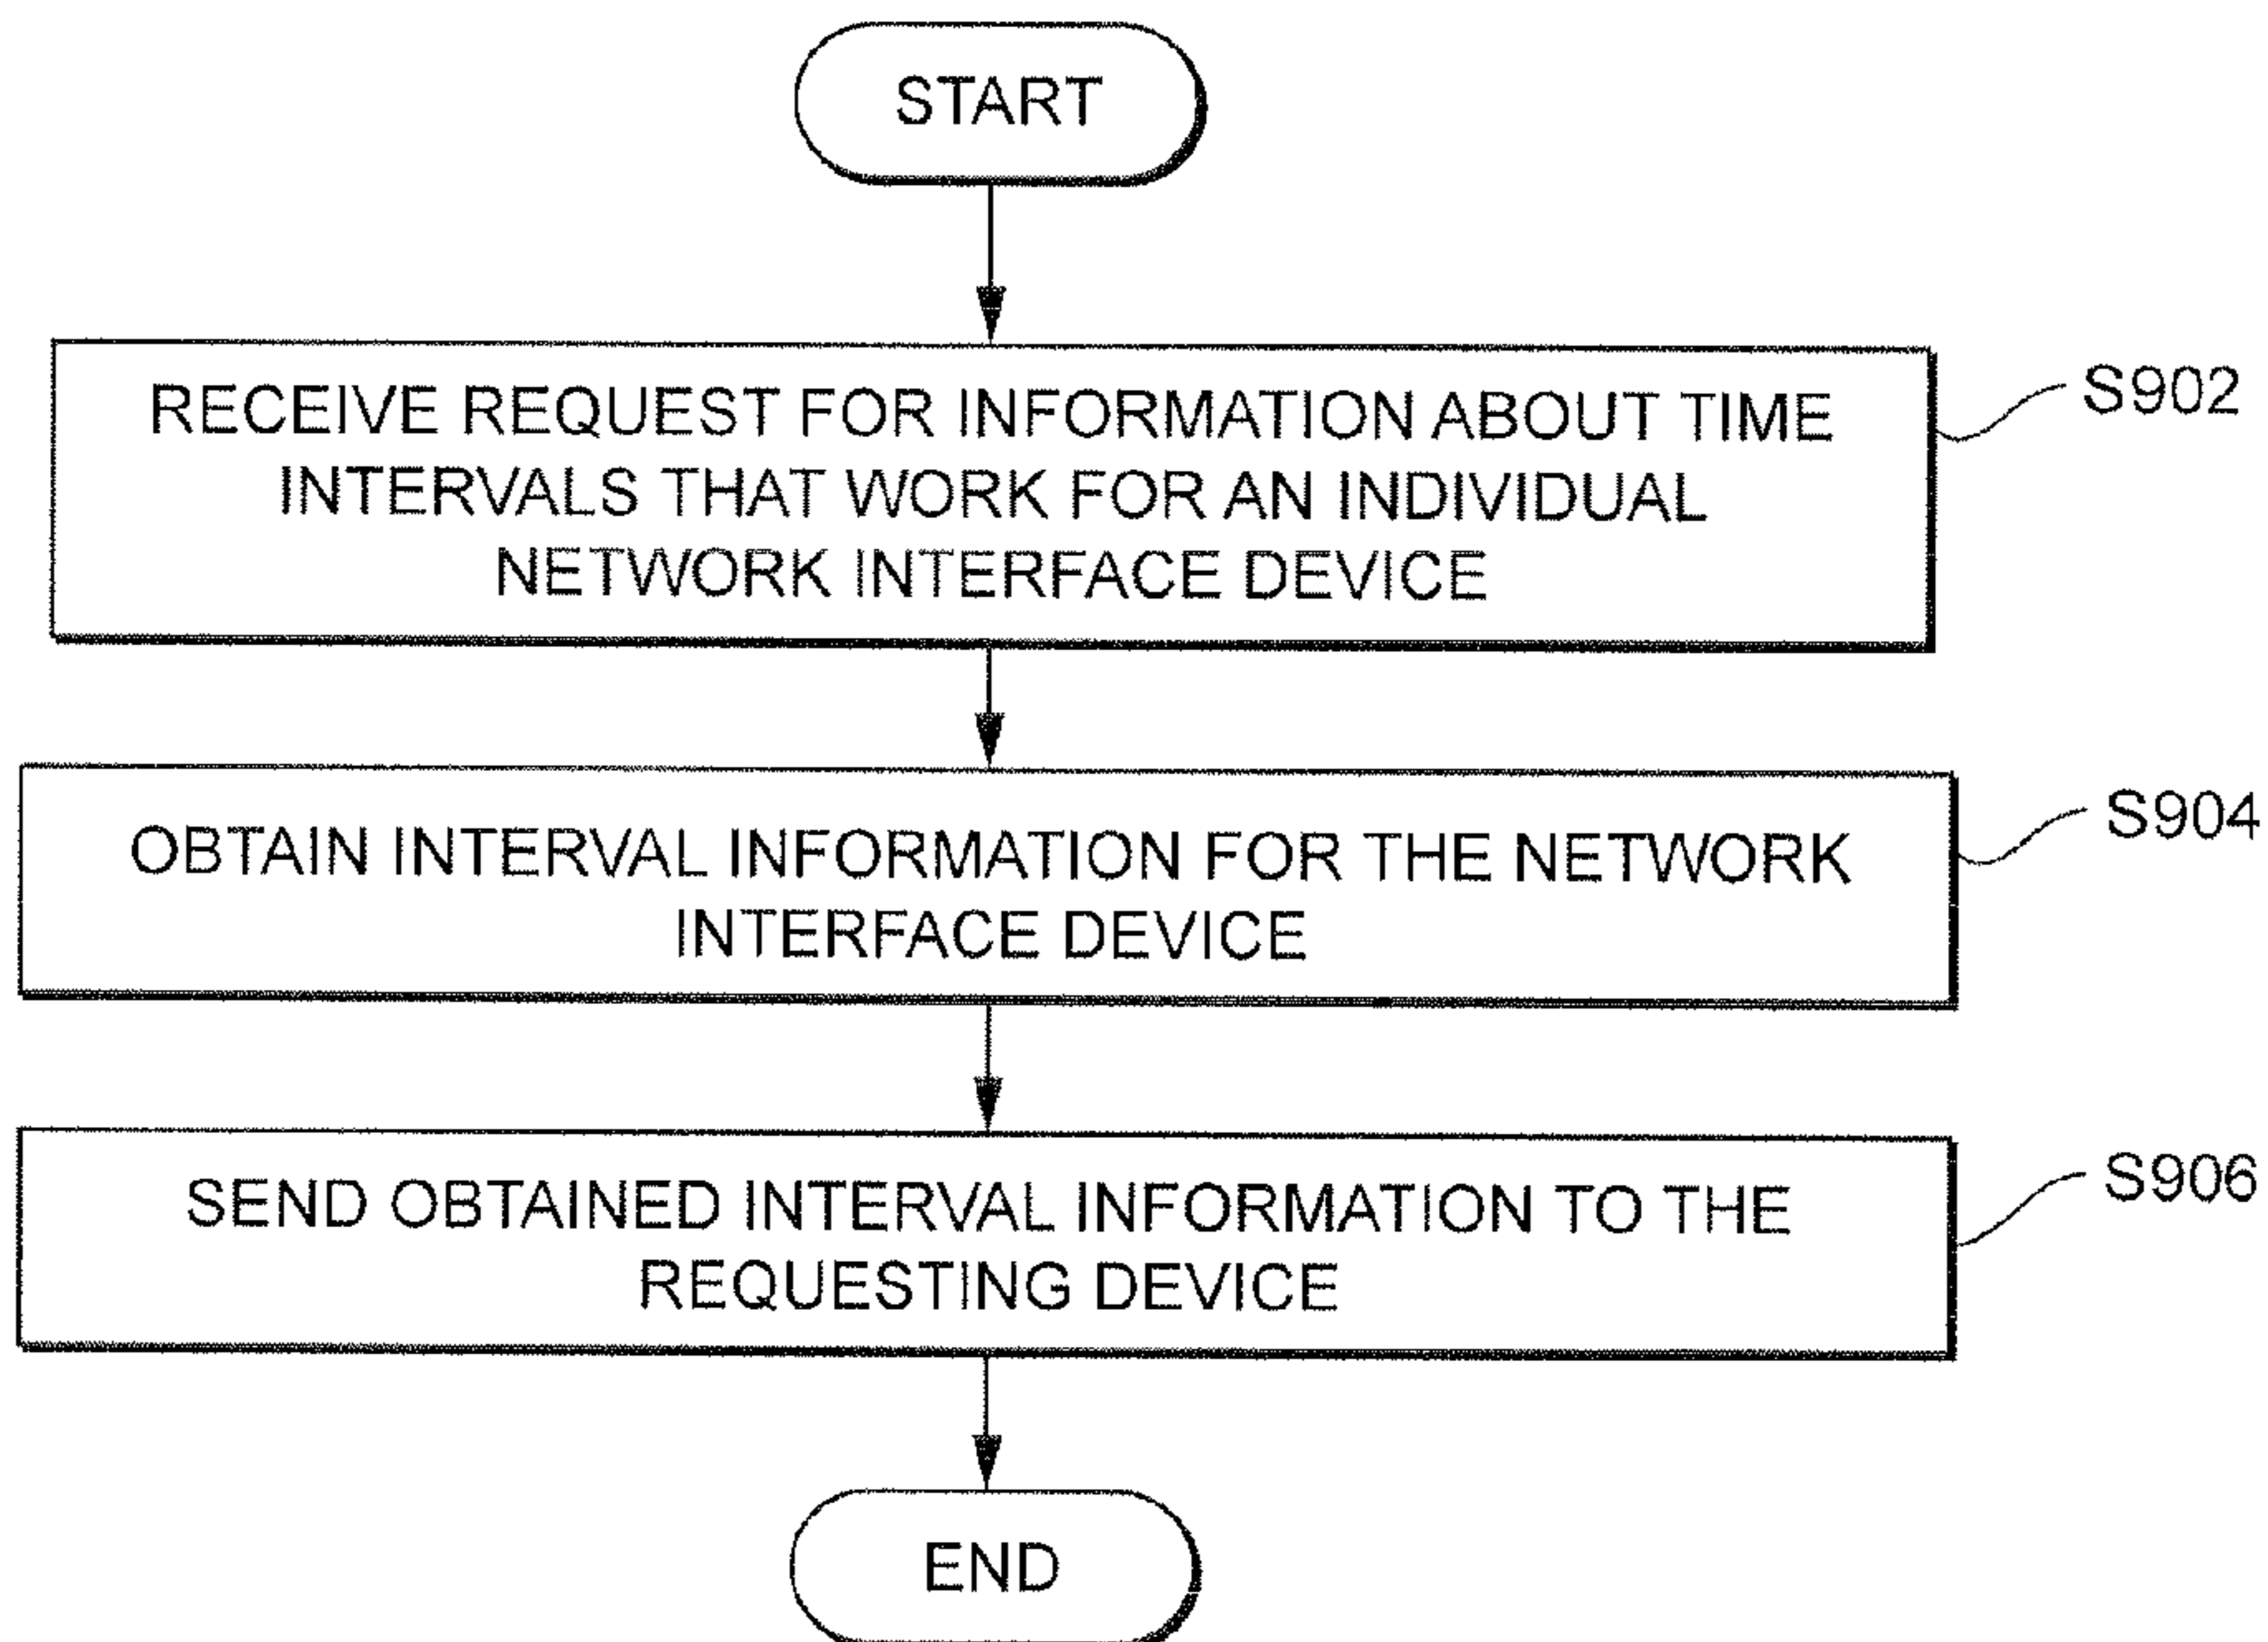 START
RECEIVE REQUEST FOR INFORMATION ABOUT TIME
INTERVALS THAT WORK FOR AN INDIVIDUAL
NETWORK INTERFACE DEVICE
S902
OBTAIN INTERVAL INFORMATION FOR THE NETWORK
INTERFACE DEVICE
S904
SEND OBTAINED INTERVAL INFORMATION TO THE
REQUESTING DEVICE
S906
END